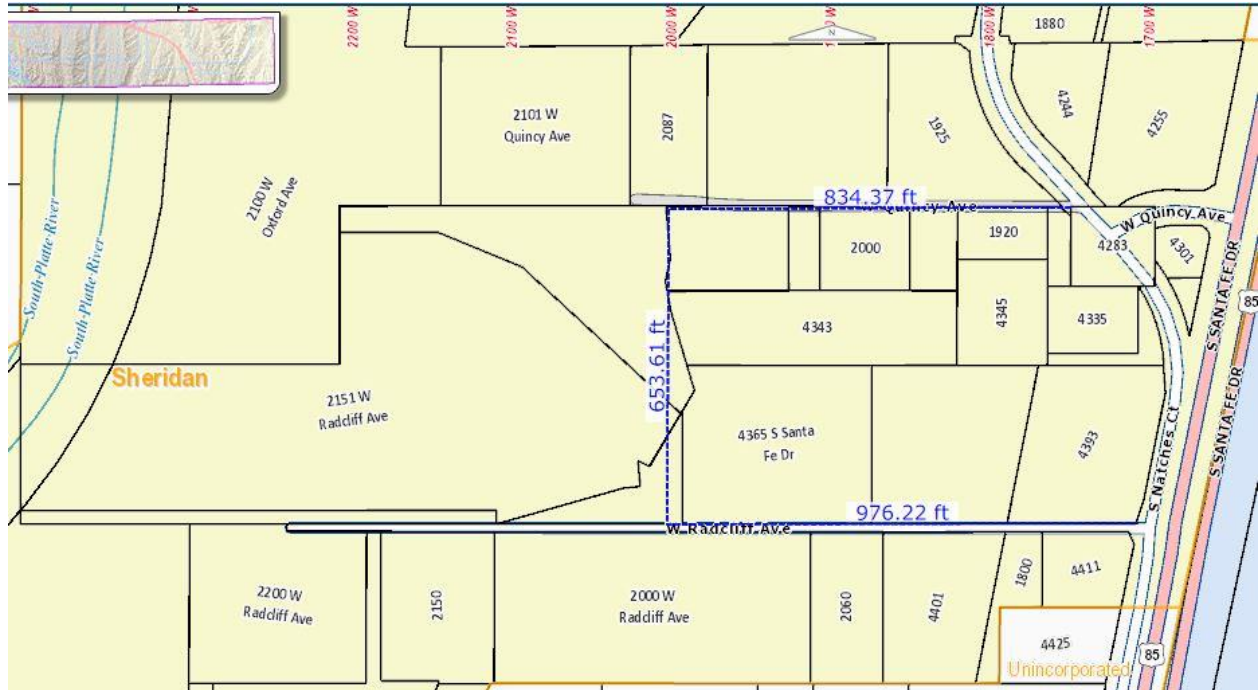 2200 W
2100 W
2000 W
N
1800 W
1700 W
1880
2101 W
Quincy Ave
2087
1925
4244
4255
2100 W
Oxford Ave
South-Platte-River
South-Platte-River
834.37 ft
W Quincy Ave
W Quincy Ave
2000
1920
4283
4301
S SANTA FE DR
85
4343
4345
4335
653.61 ft
Sheridan
2151 W
Radcliff Ave
4365 S Santa
Fe Dr
4393
S Natches Ct
S SANTA FE DR
976.22 ft
W Radcliff Ave
2200 W
Radcliff Ave
2150
2000 W
Radcliff Ave
2060
4401
1800
4411
4425
85
Unincorporated